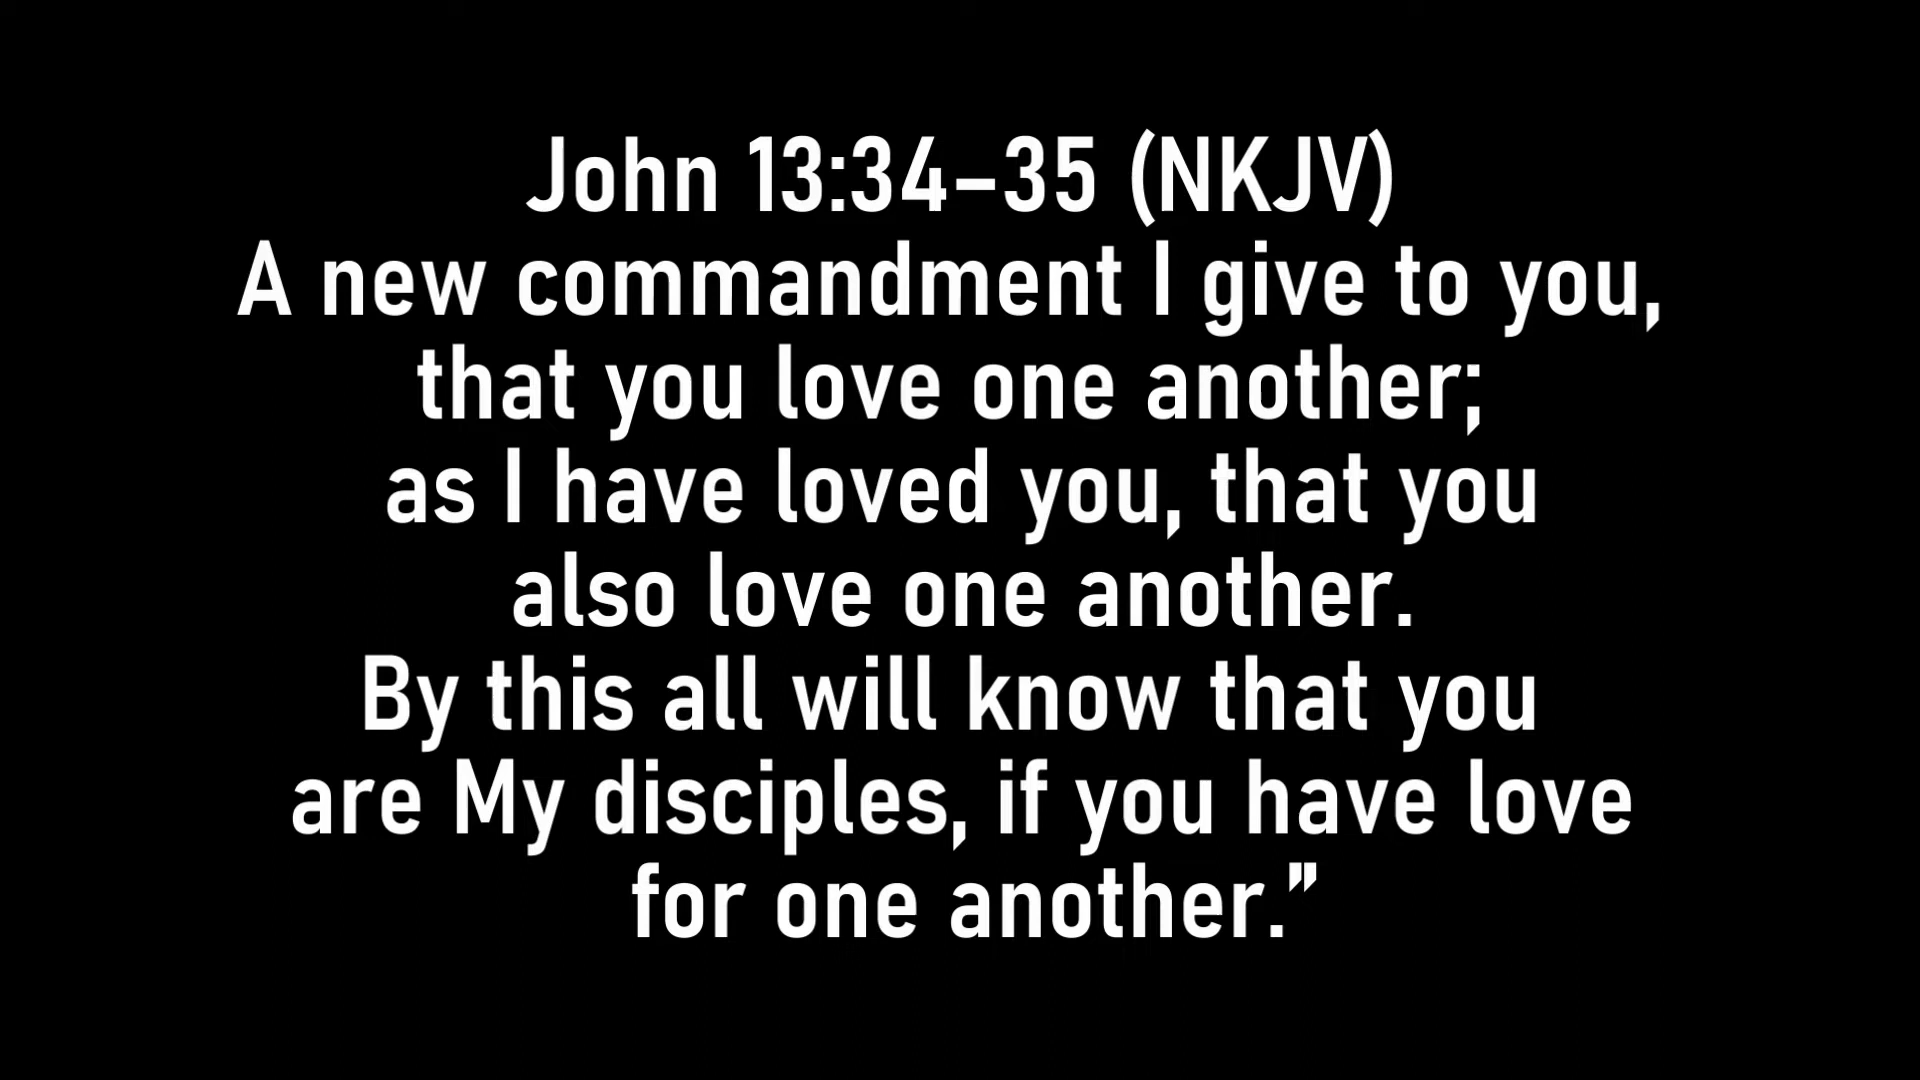 John 13:34–35 (NKJV)
A new commandment I give to you,
that you love one another;
as I have loved you, that you
also love one another.
By this all will know that you
are My disciples, if you have love
for one another.”